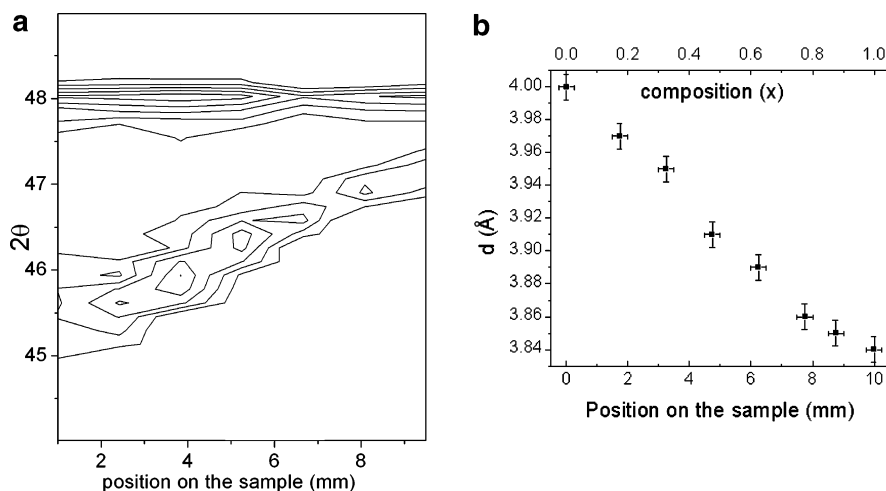 a
48
47
46
45
2θ
2 4 6 8
position on the sample (mm)
b
0.0 0.2 0.4 0.6 0.8 1.0
composition (x)
4.00
3.98
3.96
3.94
3.92
3.90
3.88
3.86
3.84
d (Å)
0 2 4 6 8 10
Position on the sample (mm)